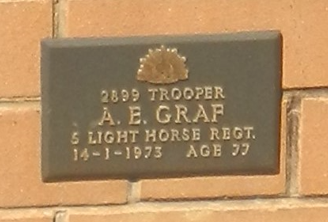 2899 TROOPER
A. E. GRAF
5 LIGHT HORSE REGT.
14-1-1973 AGE 77